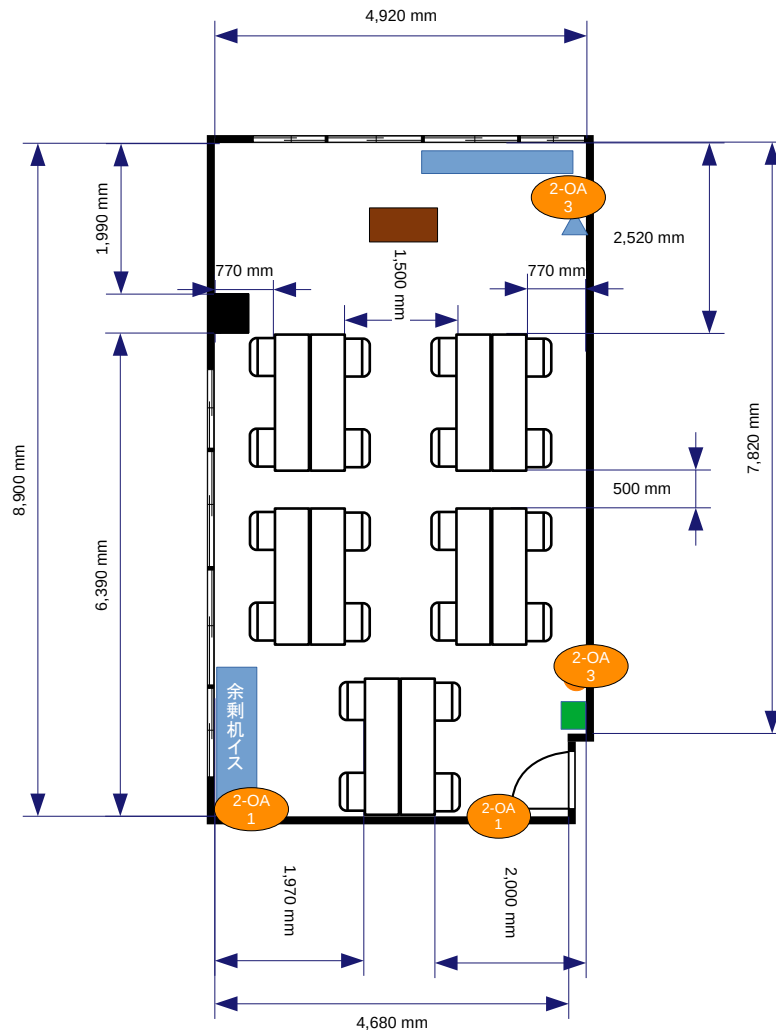 4,920 mm
2-OA
3
1,990 mm
2,520 mm
770 mm
1,500 mm
770 mm
8,900 mm
7,820 mm
500 mm
6,390 mm
2-OA
3
余剰机イス
2-OA
1
2-OA
1
1,970 mm
2,000 mm
4,680 mm